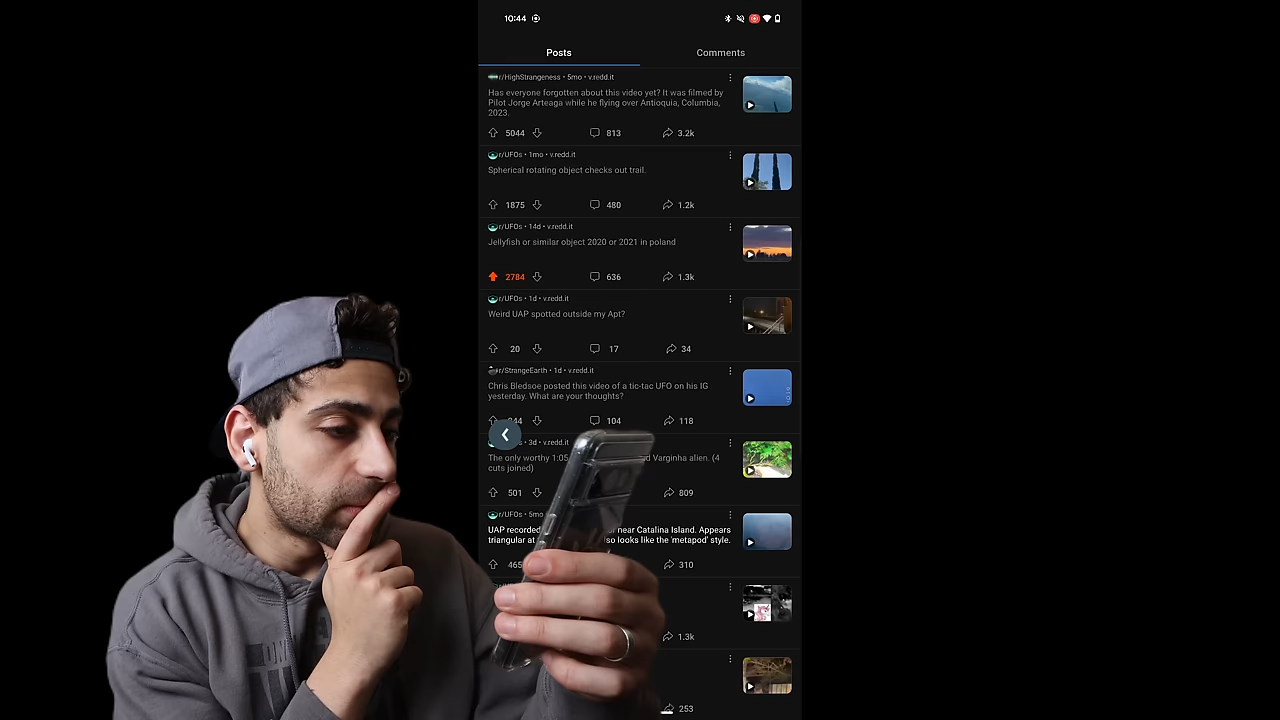 10:44
Posts
Comments
r/HighStrangeness • 5mo • v.redd.it
Has everyone forgotten about this video yet? It was filmed by
Pilot Jorge Arteaga while he flying over Antioquia, Columbia,
2023.
5044 813 3.2k
r/UFOs • 1mo • v.redd.it
Spherical rotating object checks out trail.
1875 480 1.2k
r/UFOs • 14d • v.redd.it
Jellyfish or similar object 2020 or 2021 in poland
2784 636 1.3k
r/UFOs • 1d • v.redd.it
Weird UAP spotted outside my Apt?
20 17 34
r/StrangeEarth • 1d • v.redd.it
Chris Bledsoe posted this video of a tic-tac UFO on his IG
yesterday. What are your thoughts?
44 104 118
s • 3d • v.redd.it
The only worthy 1:05 d Varginha alien. (4
cuts joined)
501 809
r/UFOs • 5mo
UAP recorded near Catalina Island. Appears
triangular at so looks like the 'metapod' style.
465 310
1.3k
253